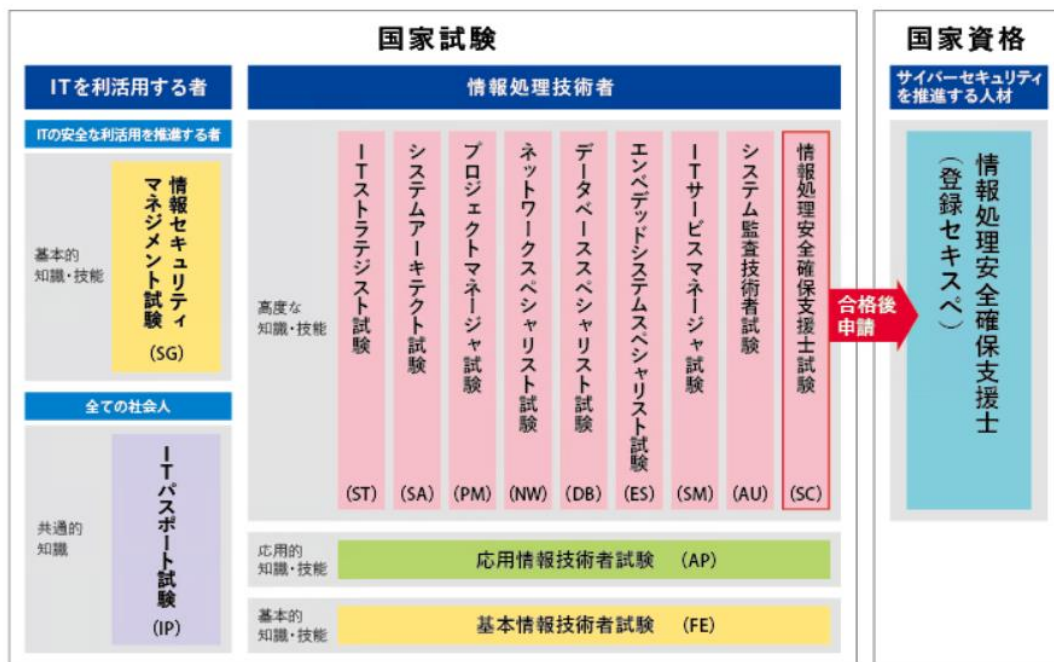 国家試験
国家資格
ITを利活用する者
情報処理技術者
サイバーセキュリティ
を推進する人材
ITの安全な利活用を推進する者
基本的
知識・技能
情報セキュリティ
マネジメント試験
(SG)
全ての社会人
共通的
知識
ITパスポート試験
(IP)
高度な
知識・技能
ITストラテジスト試験
(ST)
システムアーキテクト試験
(SA)
プロジェクトマネージャ試験
(PM)
ネットワークスペシャリスト試験
(NW)
データベーススペシャリスト試験
(DB)
エンベデッドシステムスペシャリスト試験
(ES)
ITサービスマネージャ試験
(SM)
システム監査技術者試験
(AU)
情報処理安全確保支援士試験
(SC)
応用的
知識・技能
応用情報技術者試験 (AP)
基本的
知識・技能
基本情報技術者試験 (FE)
合格後
申請
情報処理安全確保支援士
(登録セキスペ)